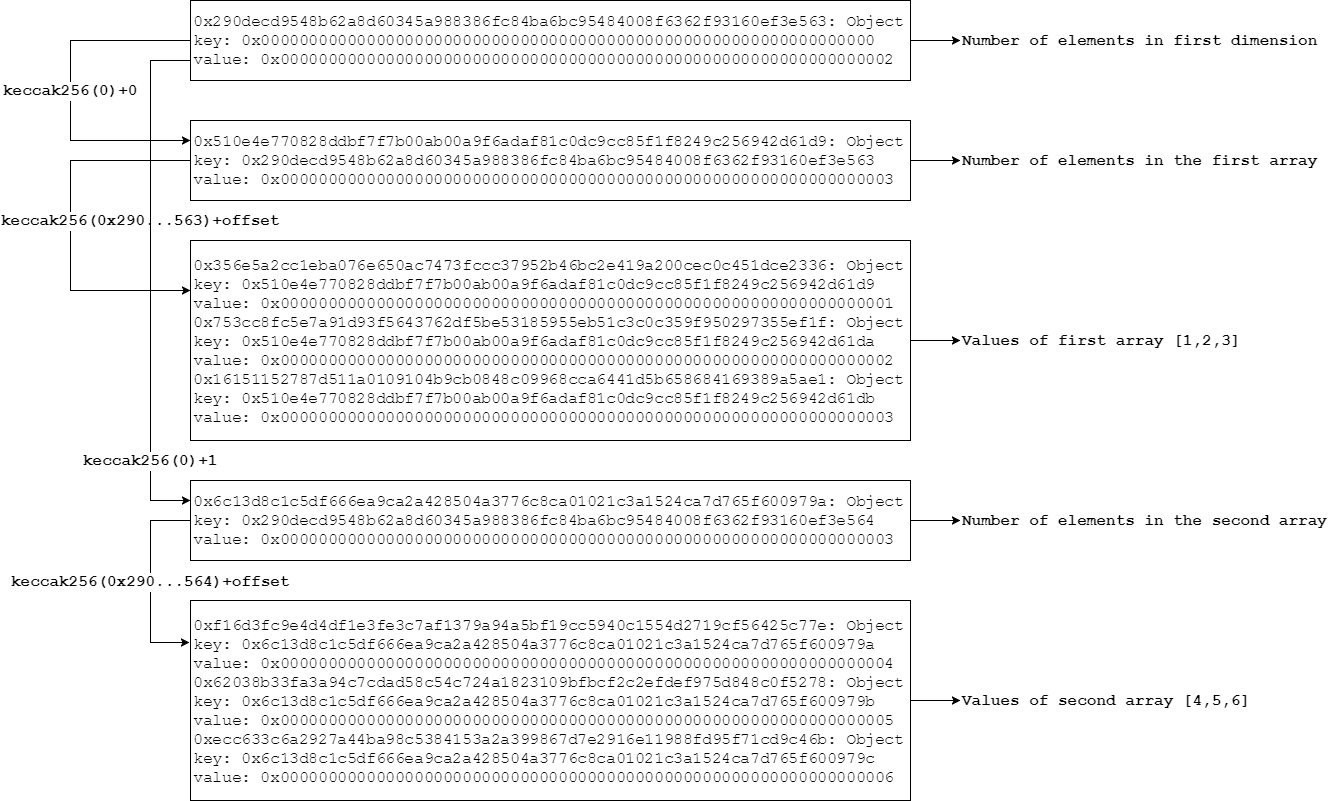 0x290decd9548b62a8d60345a988386fc84ba6bc95484008f6362f93160ef3e563: Object
key: 0x0000000000000000000000000000000000000000000000000000000000000000
value: 0x0000000000000000000000000000000000000000000000000000000000000002
Number of elements in first dimension
keccak256(0)+0
0x510e4e770828ddbf7f7b00ab00a9f6adaf81c0dc9cc85f1f8249c256942d61d9: Object
key: 0x290decd9548b62a8d60345a988386fc84ba6bc95484008f6362f93160ef3e563
value: 0x0000000000000000000000000000000000000000000000000000000000000003
Number of elements in the first array
keccak256(0x290...563)+offset
0x356e5a2cc1eba076e650ac7473fccc37952b46bc2e419a200cec0c451dce2336: Object
key: 0x510e4e770828ddbf7f7b00ab00a9f6adaf81c0dc9cc85f1f8249c256942d61d9
value: 0x0000000000000000000000000000000000000000000000000000000000000001
0x753cc8fc5e7a91d93f5643762df5be53185955eb51c3c0c359f950297355ef1f: Object
key: 0x510e4e770828ddbf7f7b00ab00a9f6adaf81c0dc9cc85f1f8249c256942d61da
value: 0x0000000000000000000000000000000000000000000000000000000000000002
0x16151152787d511a0109104b9cb0848c09968cca6441d5b658684169389a5ae1: Object
key: 0x510e4e770828ddbf7f7b00ab00a9f6adaf81c0dc9cc85f1f8249c256942d61db
value: 0x0000000000000000000000000000000000000000000000000000000000000003
Values of first array [1,2,3]
keccak256(0)+1
0x6c13d8c1c5df666ea9ca2a428504a3776c8ca01021c3a1524ca7d765f600979a: Object
key: 0x290decd9548b62a8d60345a988386fc84ba6bc95484008f6362f93160ef3e564
value: 0x0000000000000000000000000000000000000000000000000000000000000003
Number of elements in the second array
keccak256(0x290...564)+offset
0xf16d3fc9e4d4df1e3fe3c7af1379a94a5bf19cc5940c1554d2719cf56425c77e: Object
key: 0x6c13d8c1c5df666ea9ca2a428504a3776c8ca01021c3a1524ca7d765f600979a
value: 0x0000000000000000000000000000000000000000000000000000000000000004
0x62038b33fa3a94c7cdad58c54c724a1823109bfbcf2c2efdef975d848c0f5278: Object
key: 0x6c13d8c1c5df666ea9ca2a428504a3776c8ca01021c3a1524ca7d765f600979b
value: 0x0000000000000000000000000000000000000000000000000000000000000005
0xecc633c6a2927a44ba98c5384153a2a399867d7e2916e11988fd95f71cd9c46b: Object
key: 0x6c13d8c1c5df666ea9ca2a428504a3776c8ca01021c3a1524ca7d765f600979c
value: 0x0000000000000000000000000000000000000000000000000000000000000006
Values of second array [4,5,6]